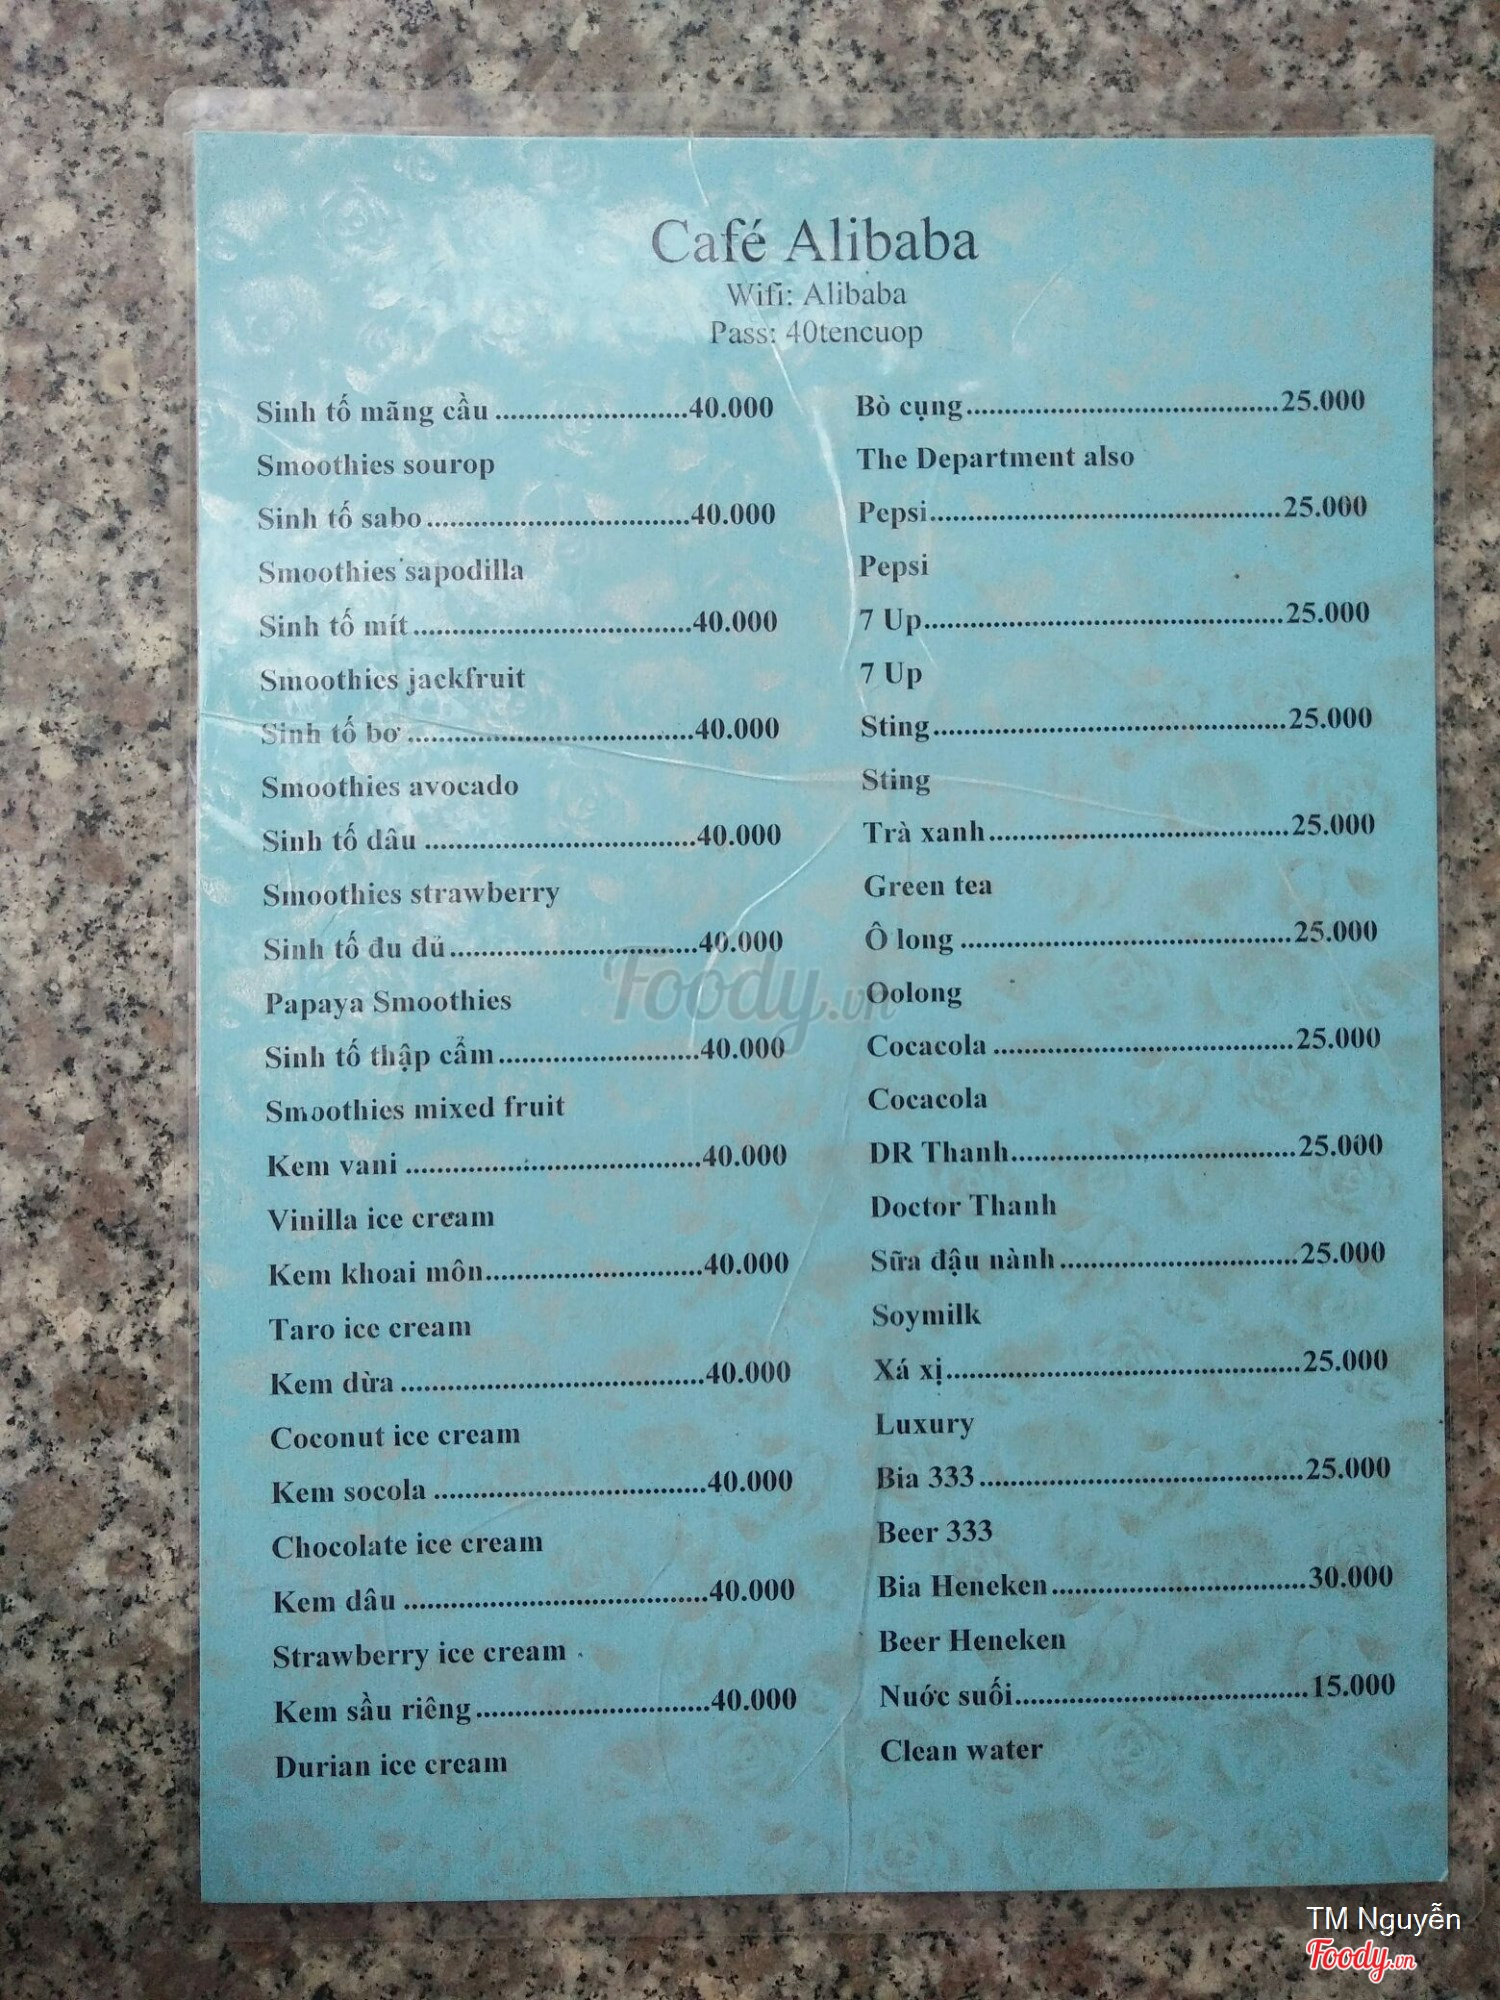 Café Alibaba
Wifi: Alibaba
Pass: 40tencuop
Sinh tố mãng cầu.........................40.000
Smoothies sourop
Sinh tố sabo..................................40.000
Smoothies sapodilla
Sinh tố mít....................................40.000
Smoothies jackfruit
Sinh tố bơ.....................................40.000
Smoothies avocado
Sinh tố dâu...................................40.000
Smoothies strawberry
Sinh tố đu đủ................................40.000
Papaya Smoothies
Sinh tố thập cẩm..........................40.000
Smoothies mixed fruit
Kem vani......................................40.000
Vinilla ice cream
Kem khoai môn............................40.000
Taro ice cream
Kem dừa.......................................40.000
Coconut ice cream
Kem socola...................................40.000
Chocolate ice cream
Kem dâu.......................................40.000
Strawberry ice cream
Kem sầu riêng..............................40.000
Durian ice cream
Bò cụng........................................25.000
The Department also
Pepsi.............................................25.000
Pepsi
7 Up..............................................25.000
7 Up
Sting.............................................25.000
Sting
Trà xanh.......................................25.000
Green tea
Ô long...........................................25.000
Oolong
Cocacola.......................................25.000
Cocacola
DR Thanh.....................................25.000
Doctor Thanh
Sữa đậu nành...............................25.000
Soymilk
Xá xị..............................................25.000
Luxury
Bia 333..........................................25.000
Beer 333
Bia Heneken.................................30.000
Beer Heneken
Nước suối......................................15.000
Clean water
Foody.vn
TM Nguyễn
Foody.vn